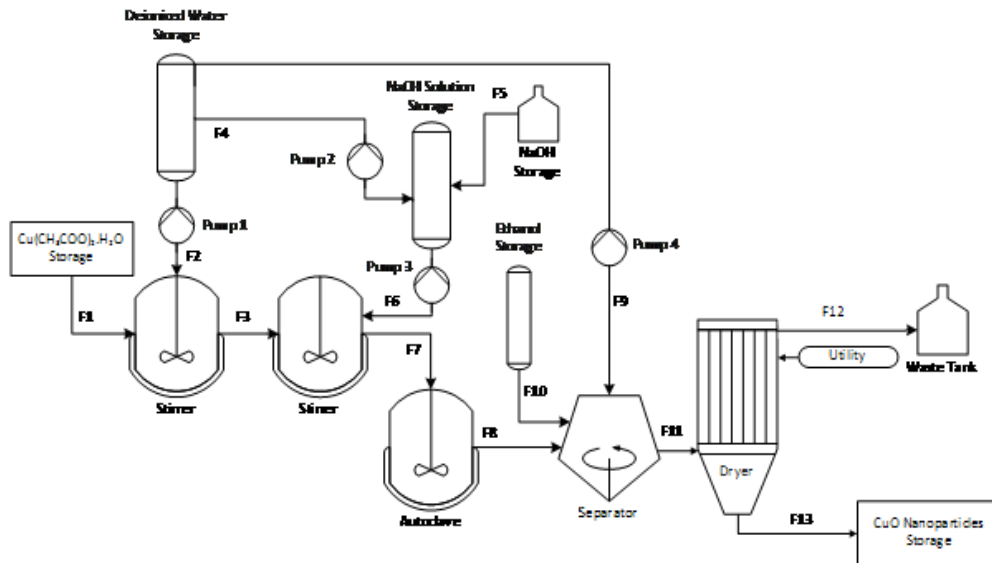 Deionized Water
Storage
NaOH Solution
Storage
F5
F4
Pump 2
NaOH
Storage
Cu(CH₃COO)₂.H₂O
Storage
Pump 1
F2
Ethanol
Storage
Pump 4
Pump 3
F1
F3
F6
F9
F12
F7
Utility
Waste Tank
Stirrer
Stirrer
F10
F8
F11
Dryer
Autoclave
Separator
F13
CuO Nanoparticles
Storage